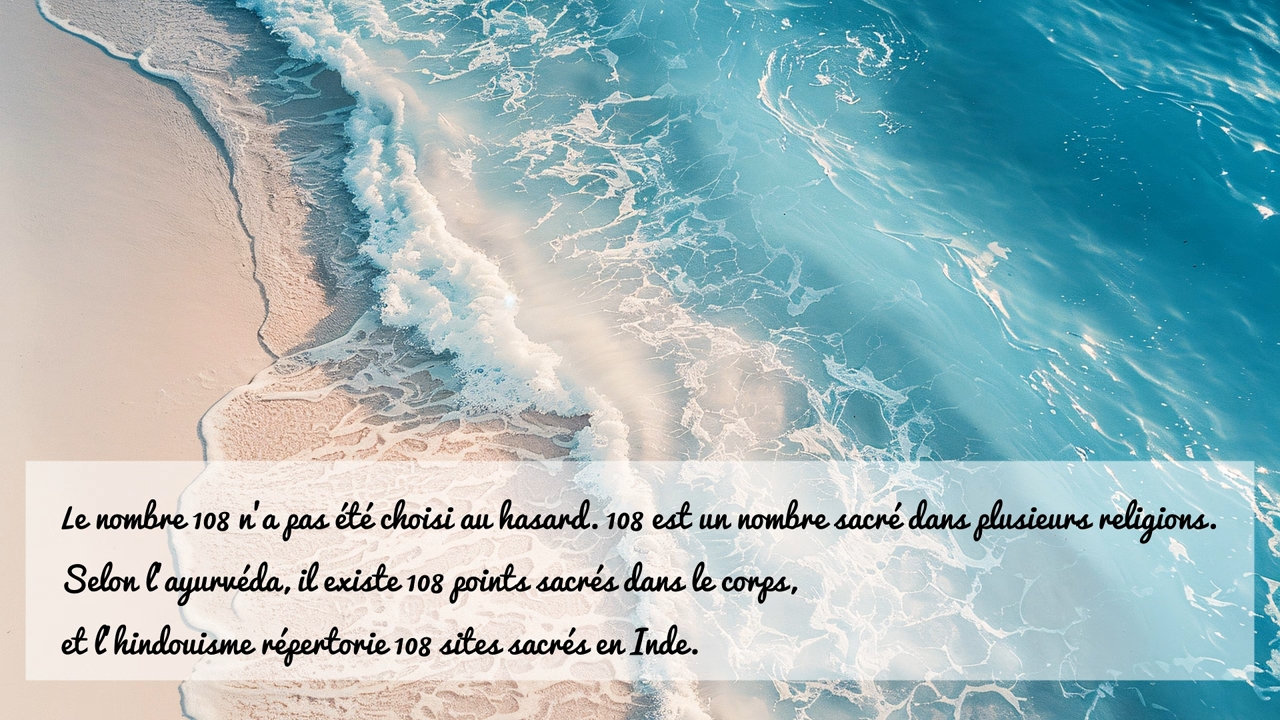 Le nombre 108 n'a pas été choisi au hasard. 108 est un nombre sacré dans plusieurs religions.
Selon l'ayurvéda, il existe 108 points sacrés dans le corps,
et l'hindouisme répertorie 108 sites sacrés en Inde.